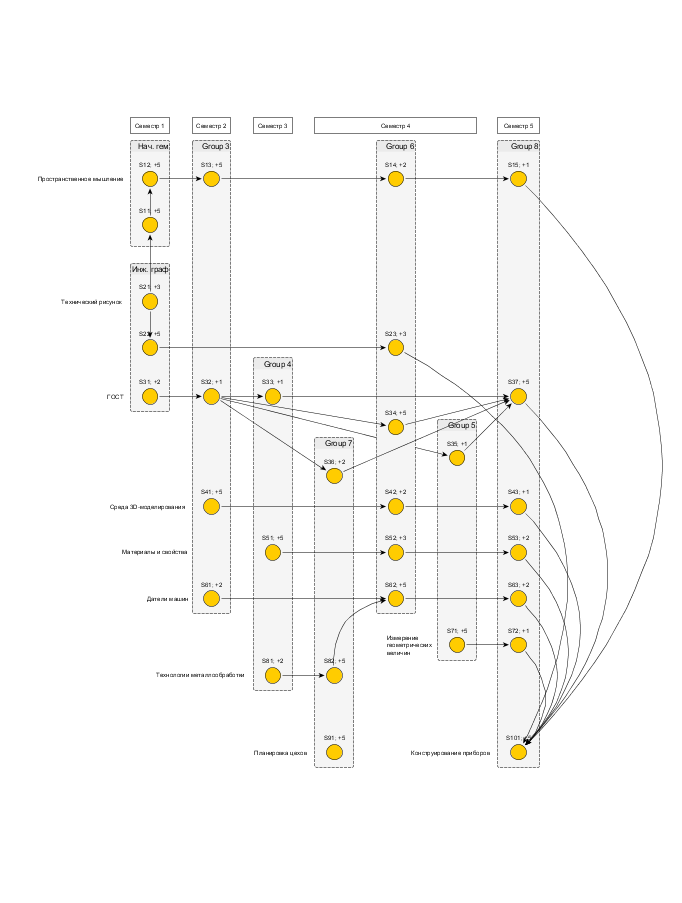 Семестр 1
Семестр 2
Семестр 3
Семестр 4
Семестр 5
Нач. гем
Group 3
Group 6
Group 8
S12; +5
S13; +5
S14; +2
S15; +1
Пространственное мышление
S11; +5
Инж. граф
S21; +3
Технический рисунок
S22; +5
S23; +3
Group 4
S31; +2
S32; +1
S33; +1
S37; +5
ГОСТ
S34; +5
Group 5
Group 7
S35; +1
S36; +2
S41; +5
S42; +2
S43; +1
Среда 3D-моделирования
S51; +5
S52; +3
S53; +2
Материалы и свойства
S61; +2
S62; +5
S63; +2
Датели машин
S71; +5
S72; +1
Измерение
геометрических
величин
S81; +2
S82; +5
Технологии металлообработки
S91; +5
S101;
Планировка цехов
Конструирование приборов